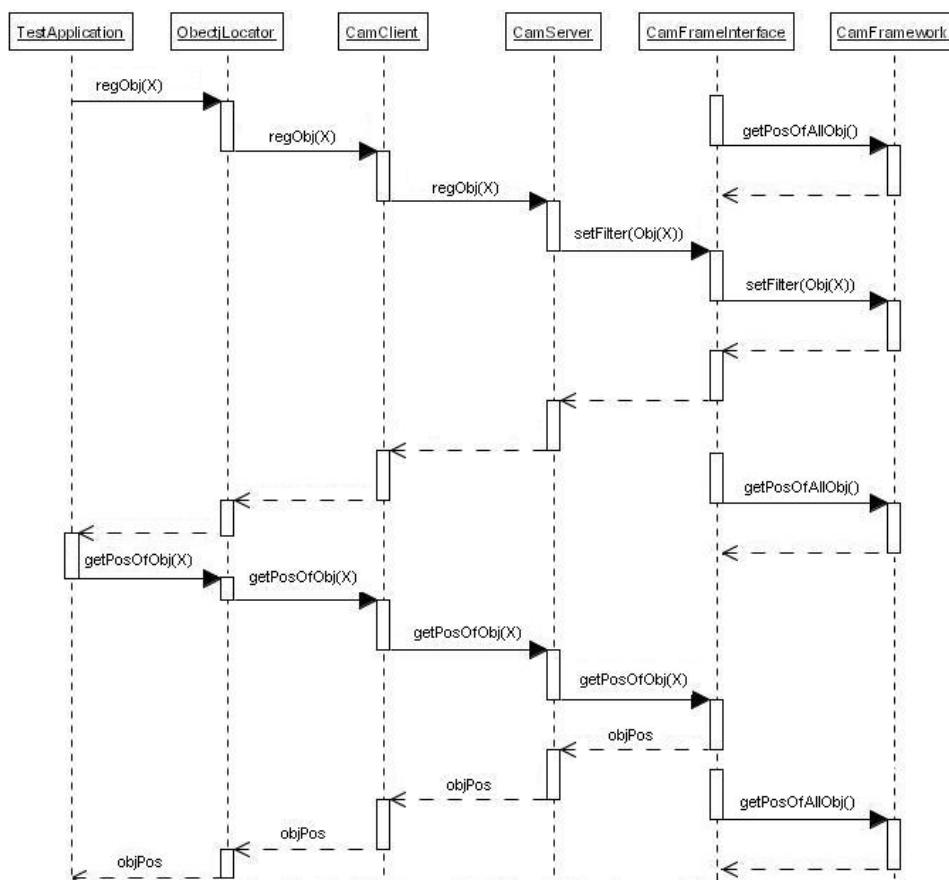 TestApplication
ObectjLocator
CamClient
CamServer
CamFrameInterface
CamFramework
regObj(X)
regObj(X)
getPosOfAllObj()
regObj(X)
setFilter(Obj(X))
setFilter(Obj(X))
getPosOfAllObj()
getPosOfObj(X)
getPosOfObj(X)
getPosOfObj(X)
getPosOfObj(X)
objPos
objPos
getPosOfAllObj()
objPos
objPos